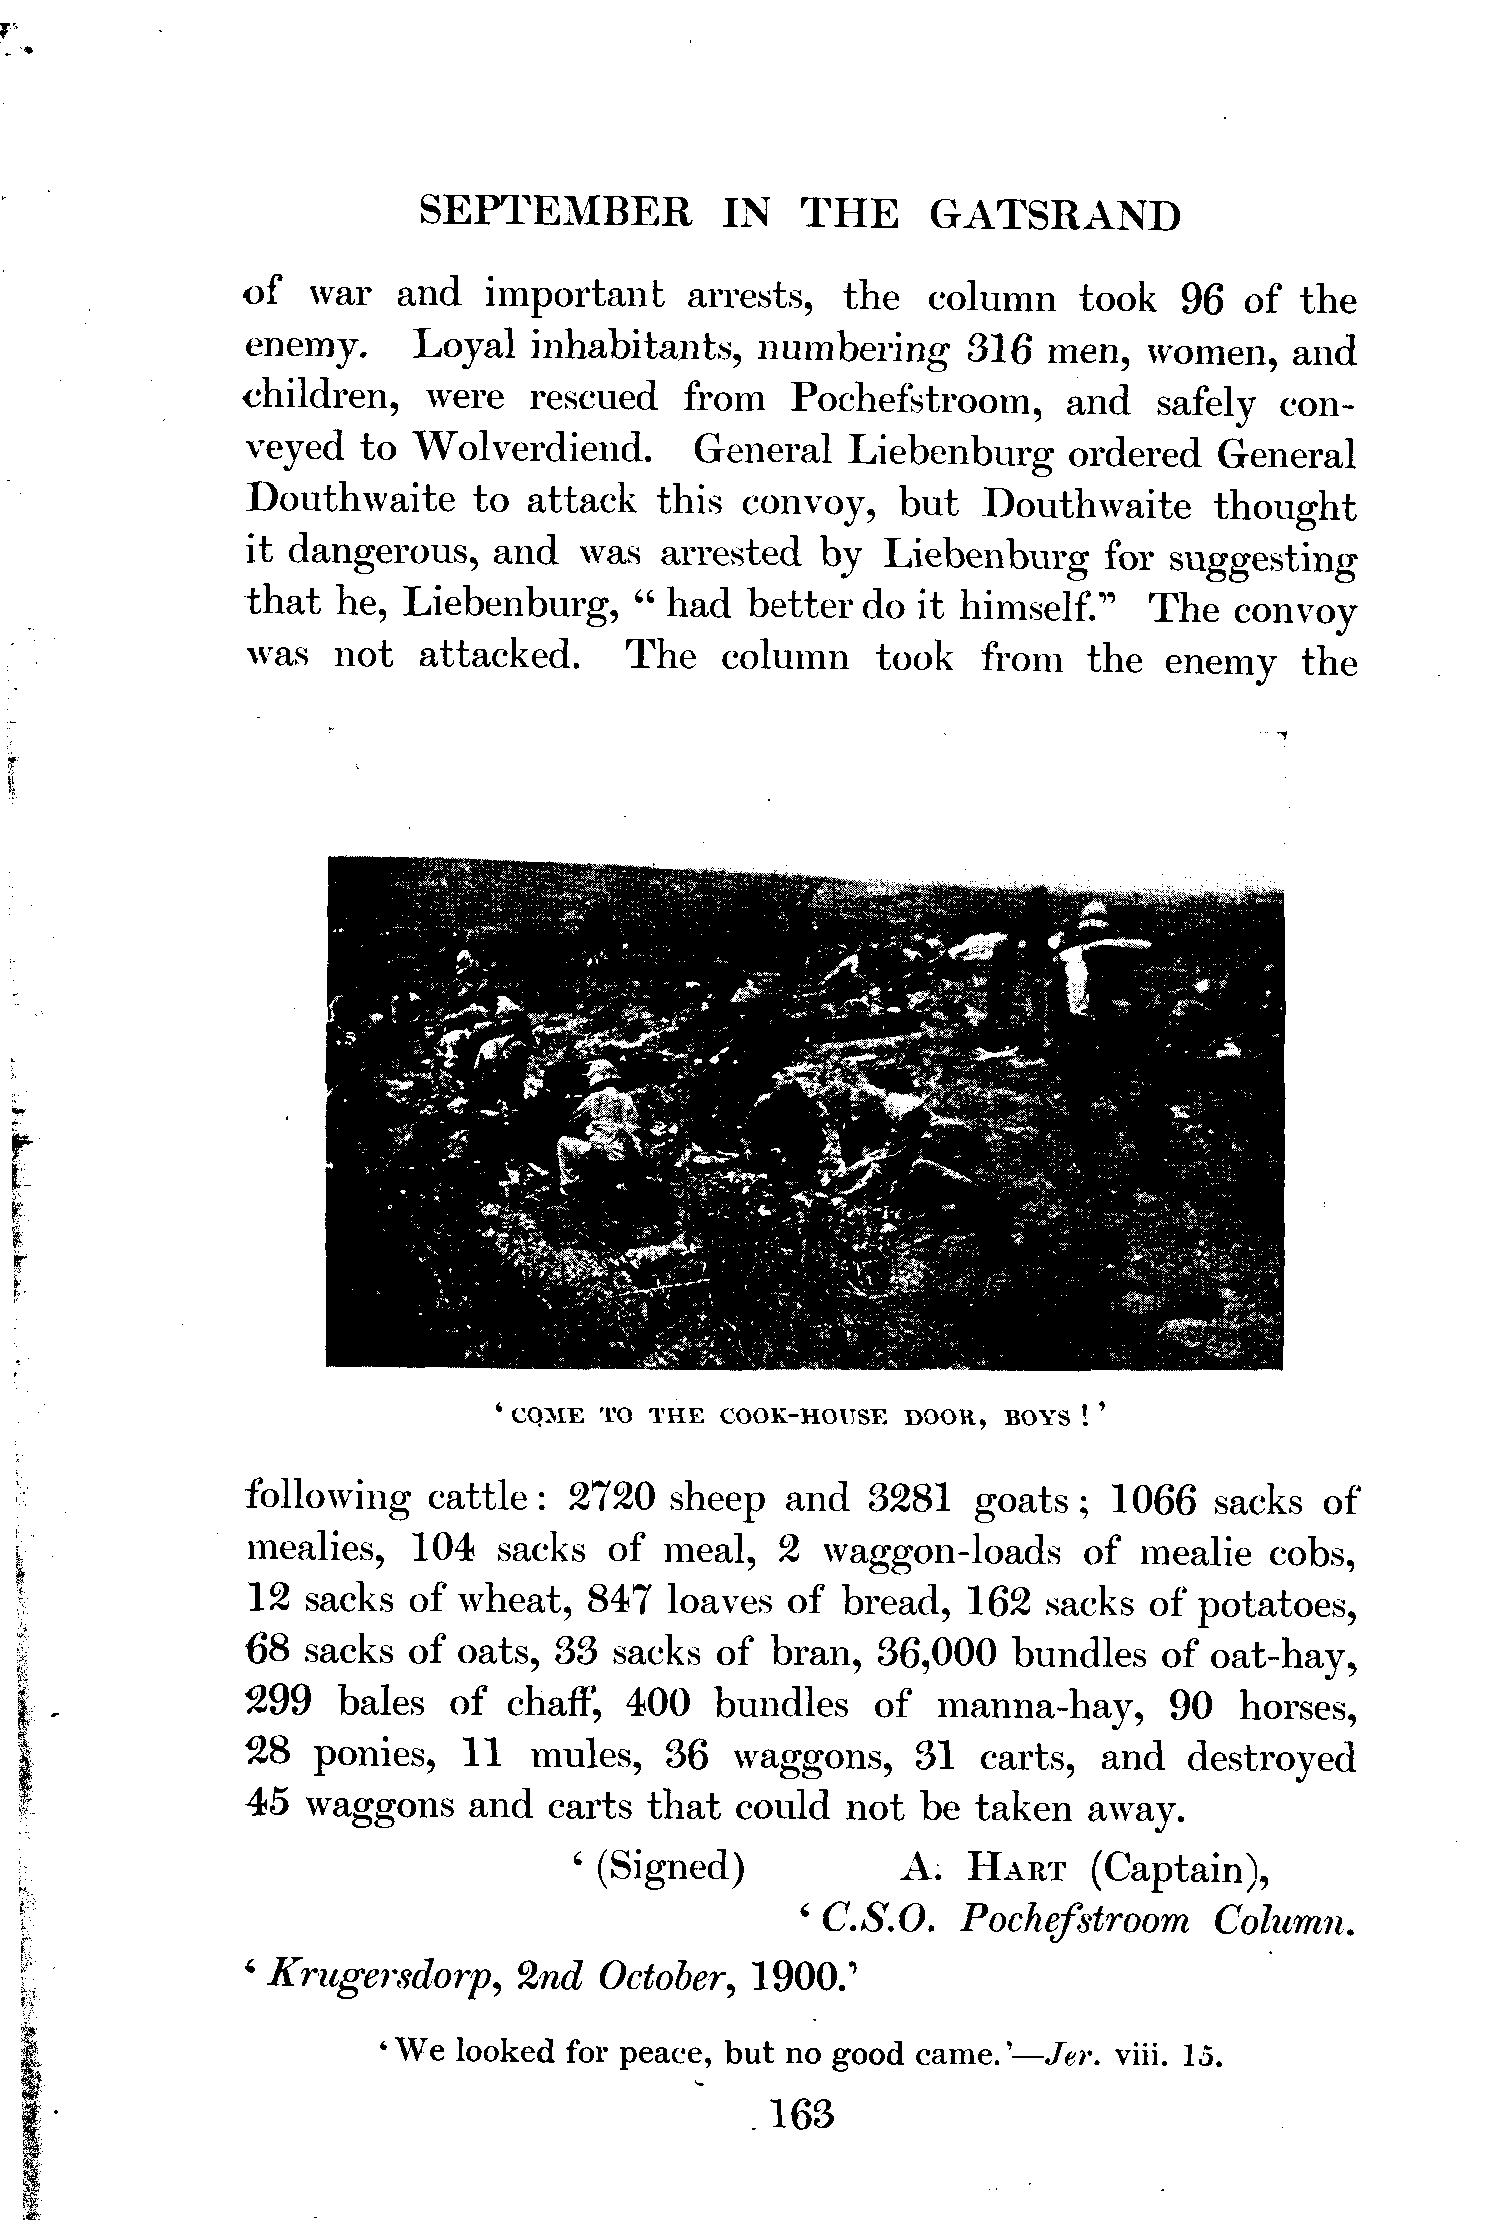 SEPTEMBER IN THE GATSRAND
of war and important arrests, the column took 96 of the
enemy. Loyal inhabitants, numbering 316 men, women, and
children, were rescued from Pochefstroom, and safely con-
veyed to Wolverdiend. General Liebenburg ordered General
Douthwaite to attack this convoy, but Douthwaite thought
it dangerous, and was arrested by Liebenburg for suggesting
that he, Liebenburg, “ had better do it himself.” The convoy
was not attacked. The column took from the enemy the
‘ COME TO THE COOK-HOUSE DOOR, BOYS ! ’
following cattle : 2720 sheep and 3281 goats ; 1066 sacks of
mealies, 104 sacks of meal, 2 waggon-loads of mealie cobs,
12 sacks of wheat, 847 loaves of bread, 162 sacks of potatoes,
68 sacks of oats, 33 sacks of bran, 36,000 bundles of oat-hay,
299 bales of chaff, 400 bundles of manna-hay, 90 horses,
28 ponies, 11 mules, 36 waggons, 31 carts, and destroyed
45 waggons and carts that could not be taken away.
‘ (Signed) A. HART (Captain),
‘ C.S.O. Pochefstroom Column.
‘ Krugersdorp, 2nd October, 1900.’
‘ We looked for peace, but no good came.’—Jer. viii. 15.
163